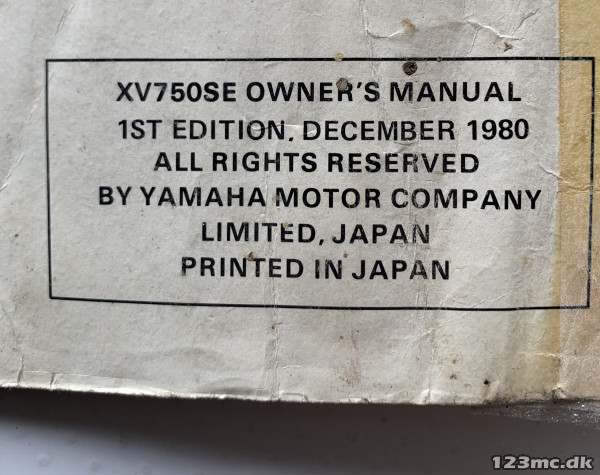 XV750SE OWNER'S MANUAL
1ST EDITION, DECEMBER 1980
ALL RIGHTS RESERVED
BY YAMAHA MOTOR COMPANY
LIMITED, JAPAN
PRINTED IN JAPAN
123mc.dk